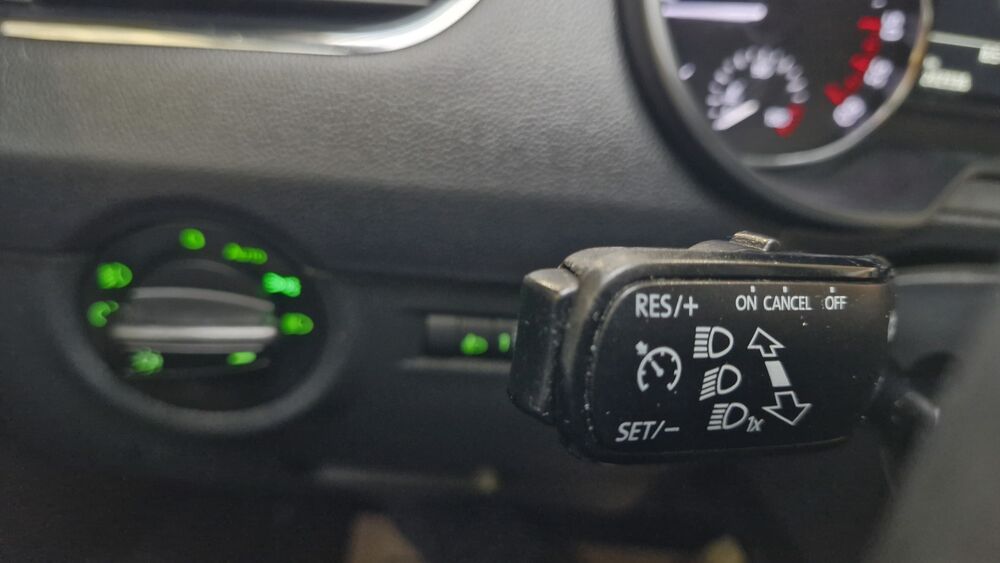 RES/+ ON CANCEL OFF
SET/-
1x